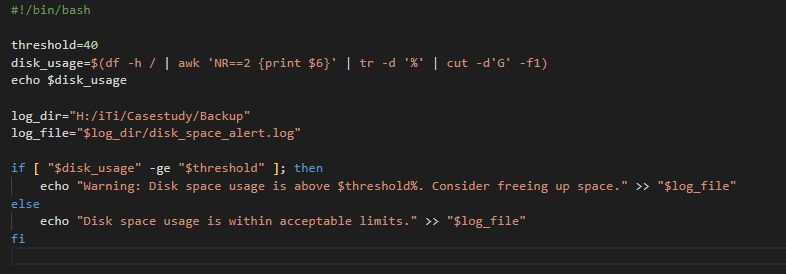 #!/bin/bash
threshold=40
disk_usage=$(df -h / | awk 'NR==2 {print $6}' | tr -d '%' | cut -d'G' -f1)
echo $disk_usage
log_dir="H:/iTi/Casestudy/Backup"
log_file="$log_dir/disk_space_alert.log"
if [ "$disk_usage" -ge "$threshold" ]; then
    echo "Warning: Disk space usage is above $threshold%. Consider freeing up space." >> "$log_file"
else
    echo "Disk space usage is within acceptable limits." >> "$log_file"
fi